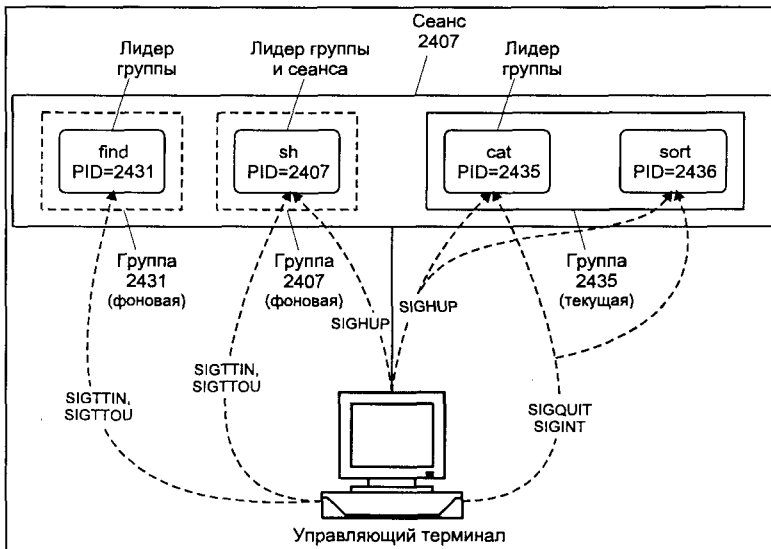 Сеанс
2407
Лидер
группы
Лидер группы
и сеанса
Лидер
группы
find
PID=2431
sh
PID=2407
cat
PID=2435
sort
PID=2436
Группа
2431
(фоновая)
Группа
2407
(фоновая)
Группа
2435
(текущая)
SIGHUP
SIGHUP
SIGTTIN,
SIGTTOU
SIGTTIN,
SIGTTOU
SIGQUIT
SIGINT
Управляющий терминал